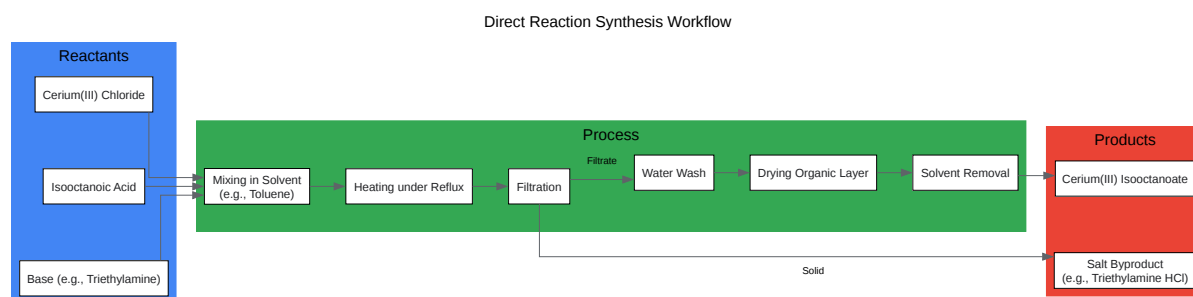 Direct Reaction Synthesis Workflow
Reactants
Cerium(III) Chloride
Isooctanoic Acid
Base (e.g., Triethylamine)
Process
Mixing in Solvent
(e.g., Toluene)
Heating under Reflux
Filtration
Filtrate
Water Wash
Drying Organic Layer
Solvent Removal
Solid
Products
Cerium(III) Isooctanoate
Salt Byproduct
(e.g., Triethylamine HCl)